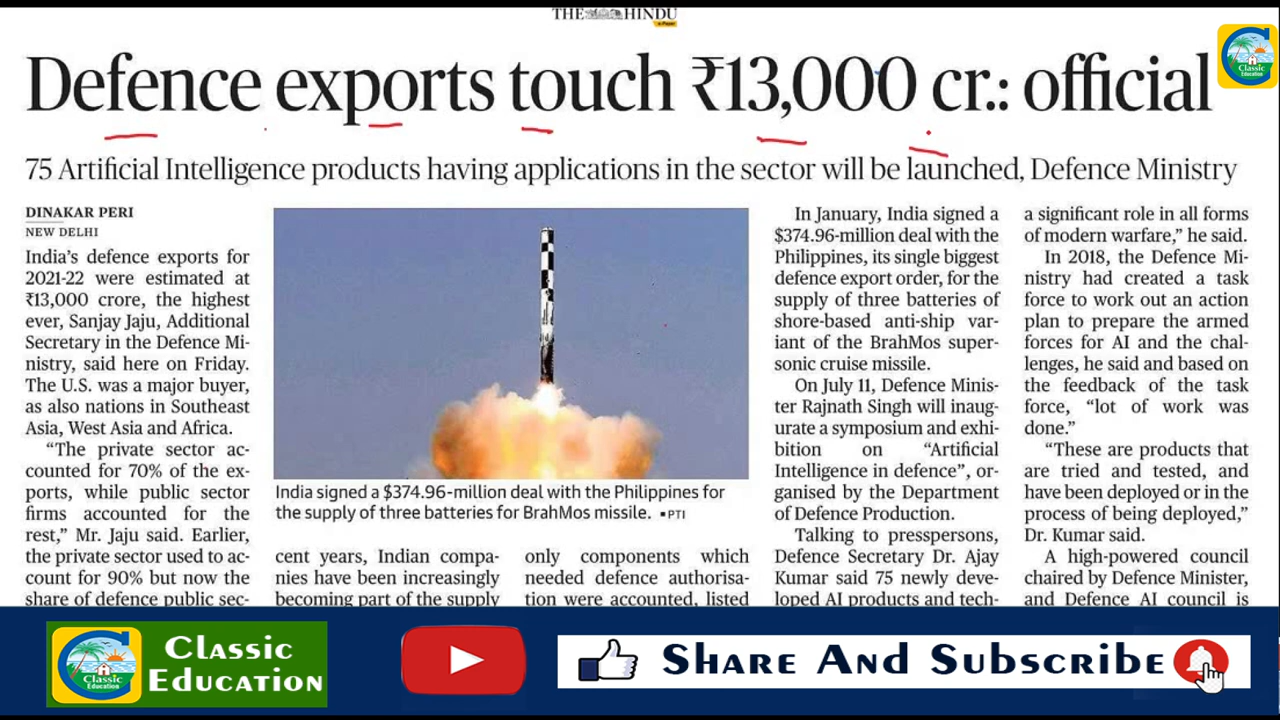 THE HINDU
e-Paper
Defence exports touch ₹13,000 cr.: official
Classic
Education
75 Artificial Intelligence products having applications in the sector will be launched, Defence Ministry
DINAKAR PERI
NEW DELHI
India’s defence exports for
2021-22 were estimated at
₹13,000 crore, the highest
ever, Sanjay Jaju, Additional
Secretary in the Defence Mi-
nistry, said here on Friday.
The U.S. was a major buyer,
as also nations in Southeast
Asia, West Asia and Africa.
“The private sector ac-
counted for 70% of the ex-
ports, while public sector
firms accounted for the
rest,” Mr. Jaju said. Earlier,
the private sector used to ac-
count for 90% but now the
share of defence public sec-
India signed a $374.96-million deal with the Philippines for
the supply of three batteries for BrahMos missile. ▪PTI
cent years, Indian compa-
nies have been increasingly
becoming part of the supply
only components which
needed defence authorisa-
tion were accounted, listed
In January, India signed a
$374.96-million deal with the
Philippines, its single biggest
defence export order, for the
supply of three batteries of
shore-based anti-ship var-
iant of the BrahMos super-
sonic cruise missile.
On July 11, Defence Minis-
ter Rajnath Singh will inaug-
urate a symposium and exhi-
bition on “Artificial
Intelligence in defence”, or-
ganised by the Department
of Defence Production.
Talking to presspersons,
Defence Secretary Dr. Ajay
Kumar said 75 newly deve-
loped AI products and tech-
a significant role in all forms
of modern warfare,” he said.
In 2018, the Defence Mi-
nistry had created a task
force to work out an action
plan to prepare the armed
forces for AI and the chal-
lenges, he said and based on
the feedback of the task
force, “lot of work was
done.”
“These are products that
are tried and tested, and
have been deployed or in the
process of being deployed,”
Dr. Kumar said.
A high-powered council
chaired by Defence Minister,
and Defence AI council is
Classic
Education
Classic
Education
Share And Subscribe